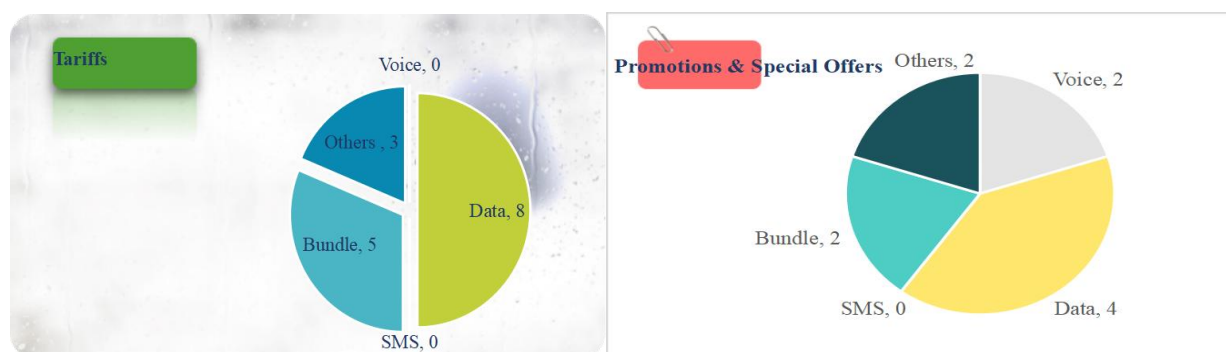 Tariffs
Voice, 0
Others , 3
Data, 8
Bundle, 5
SMS, 0
Promotions & Special Offers
Others, 2
Voice, 2
Bundle, 2
SMS, 0
Data, 4